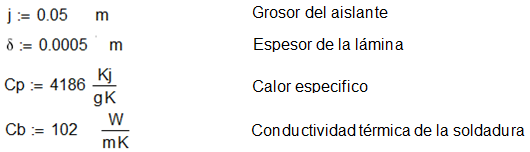 j := 0.05 m Grosor del aislante
δ := 0.0005 m Espesor de la lámina
Cp := 4186 Kj/gK Calor especifico
Cb := 102 W/mK Conductividad térmica de la soldadura